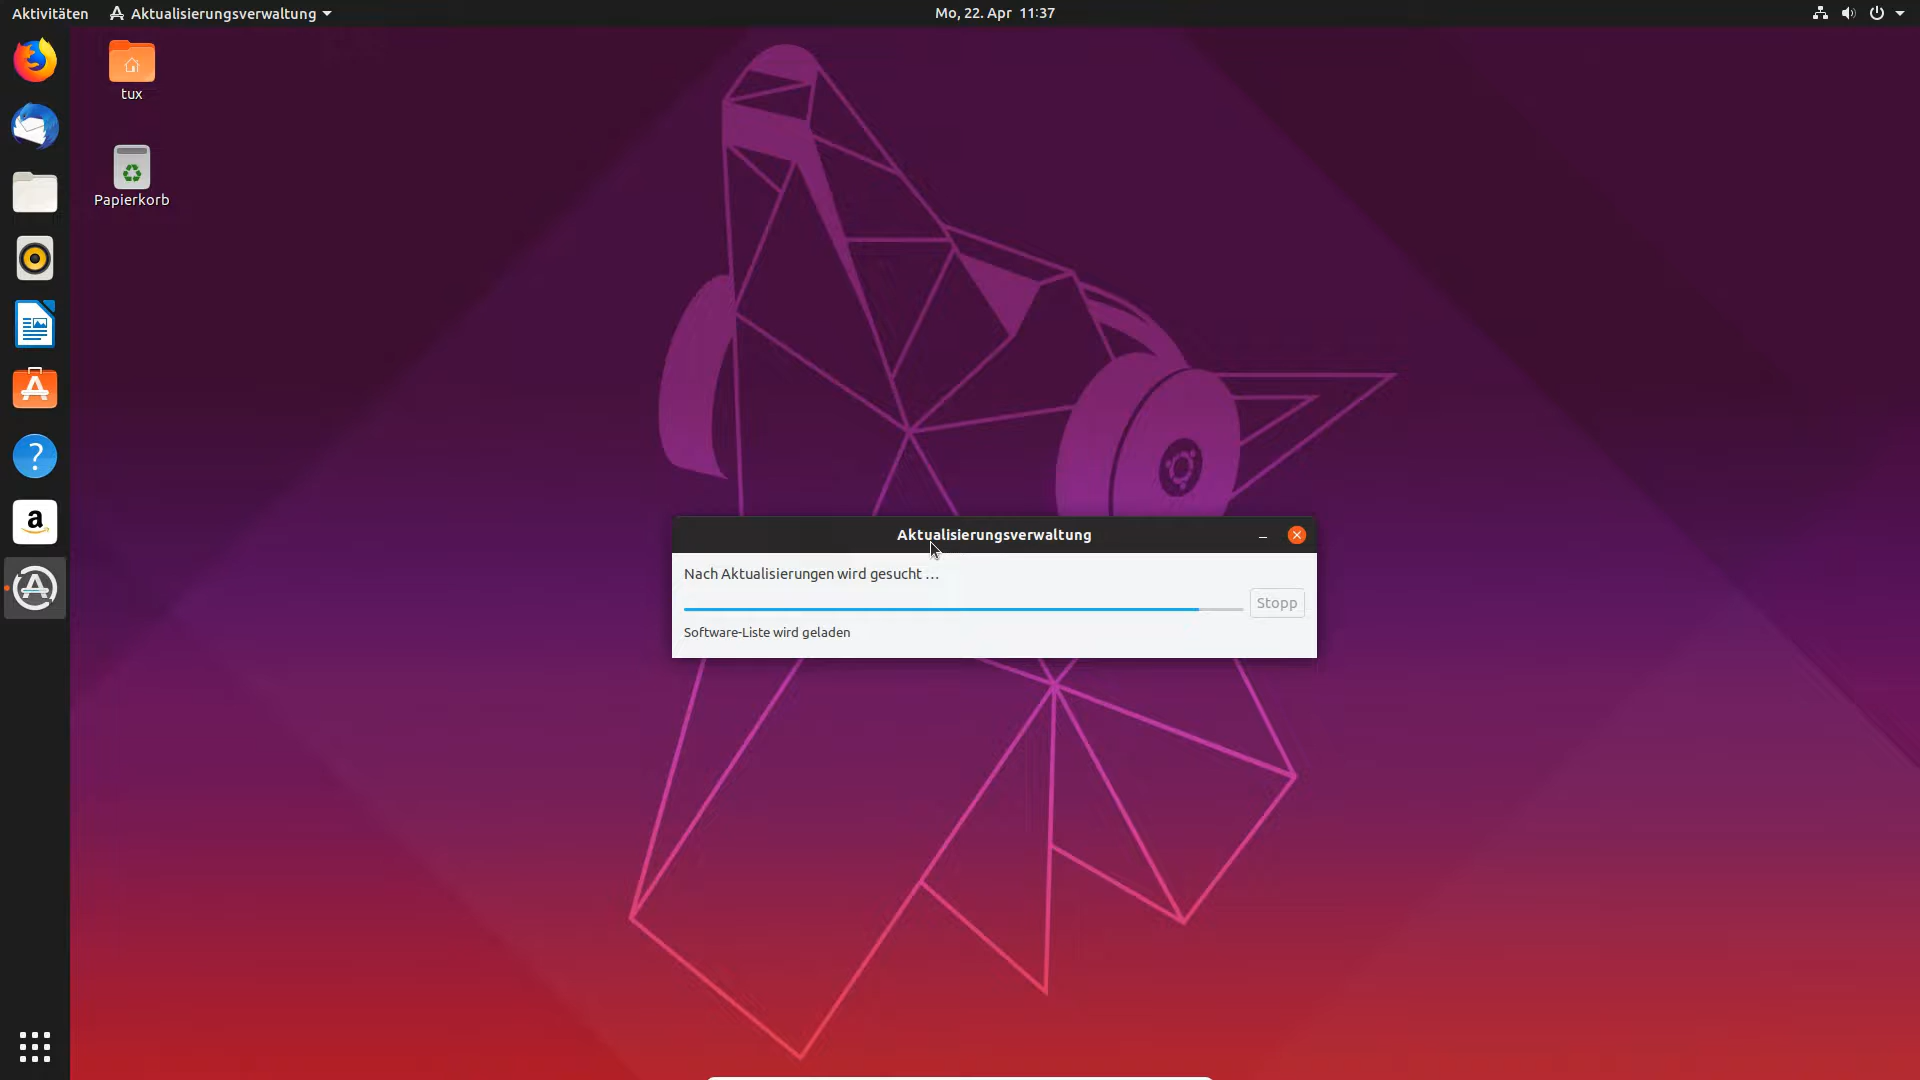 Aktivitäten Aktualisierungsverwaltung Mo, 22. Apr 11:37
tux
Papierkorb
Aktualisierungsverwaltung
Nach Aktualisierungen wird gesucht …
Stopp
Software-Liste wird geladen